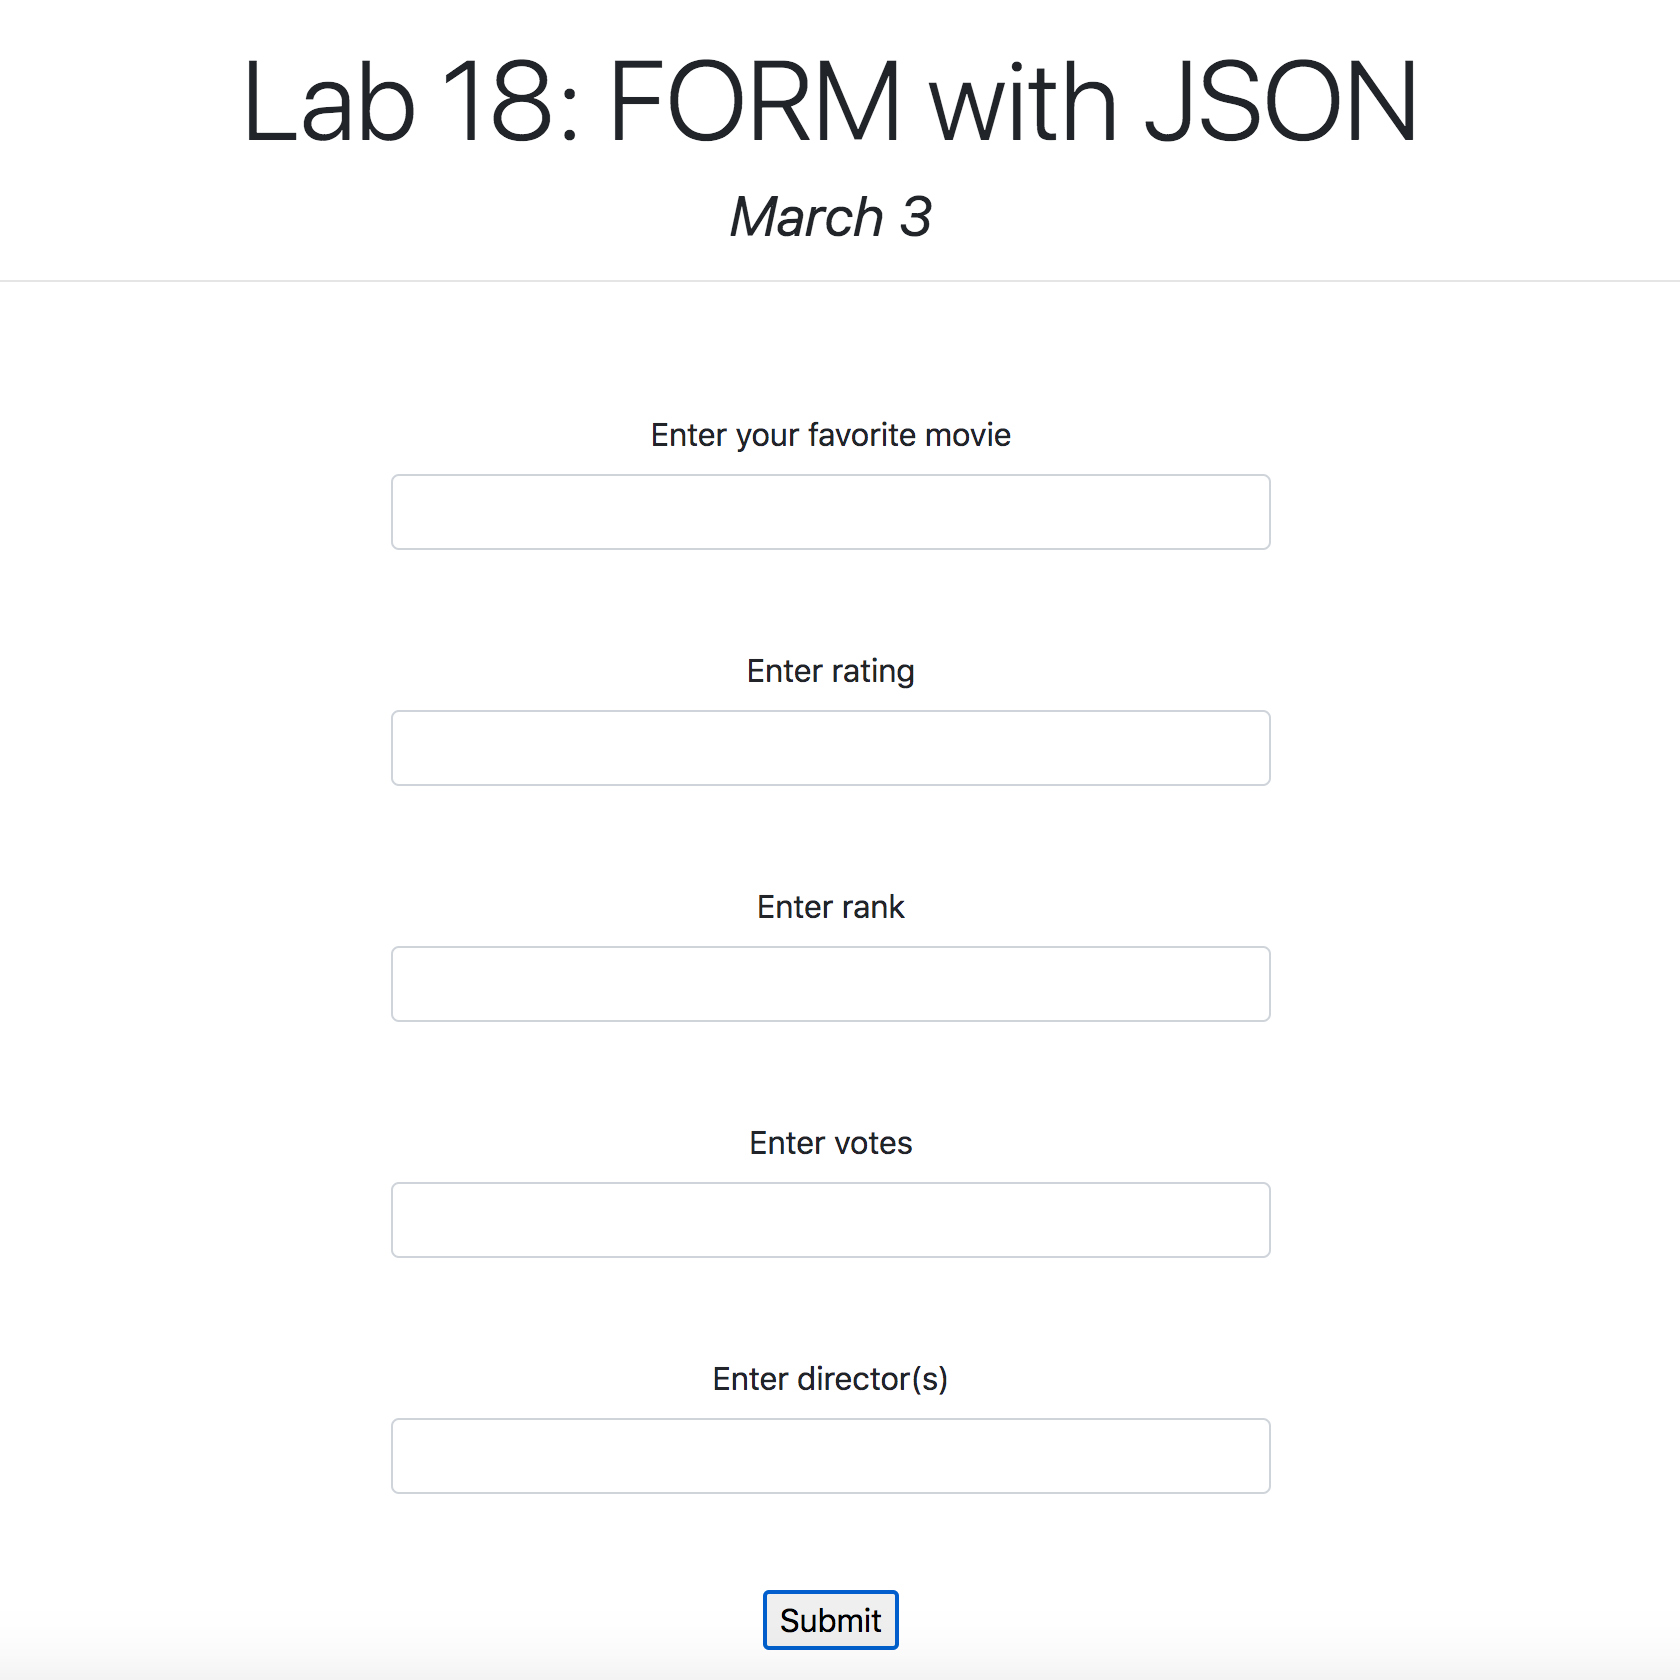 Lab 18: FORM with JSON
March 3
Enter your favorite movie
Enter rating
Enter rank
Enter votes
Enter director(s)
Submit